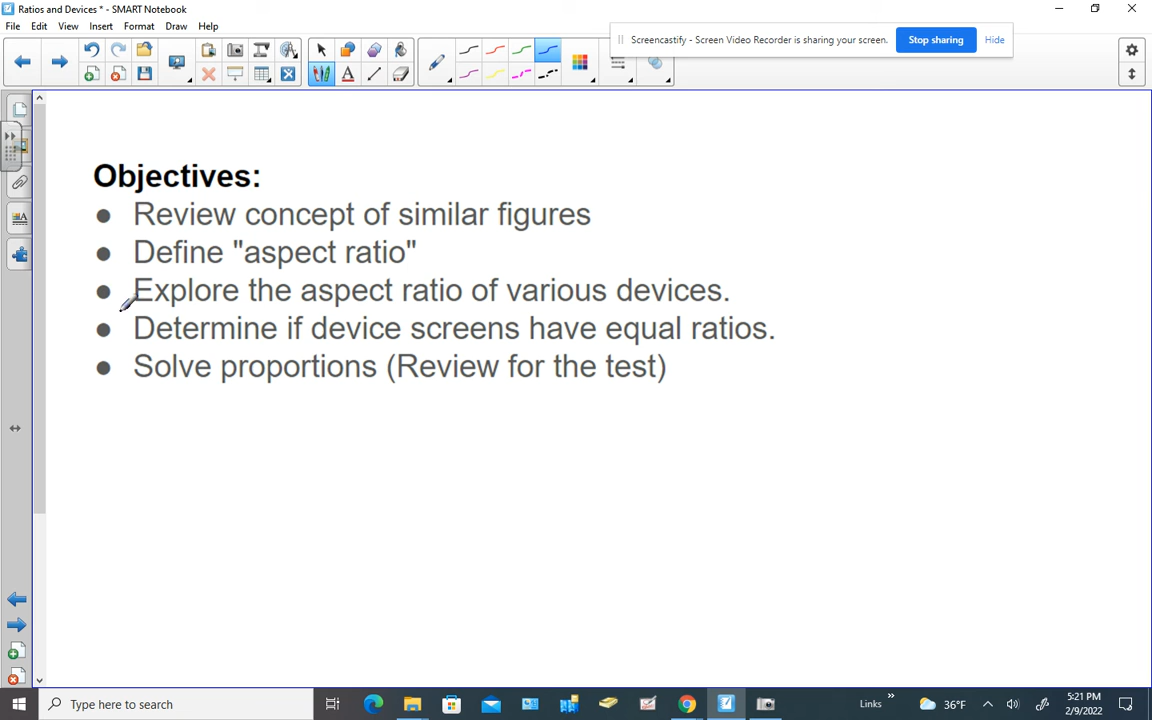 Ratios and Devices * - SMART Notebook
File Edit View Insert Format Draw Help
Screencastify - Screen Video Recorder is sharing your screen. Stop sharing Hide
Objectives:
● Review concept of similar figures
● Define "aspect ratio"
● Explore the aspect ratio of various devices.
● Determine if device screens have equal ratios.
● Solve proportions (Review for the test)
Type here to search
Links
36°F
5:21 PM
2/9/2022